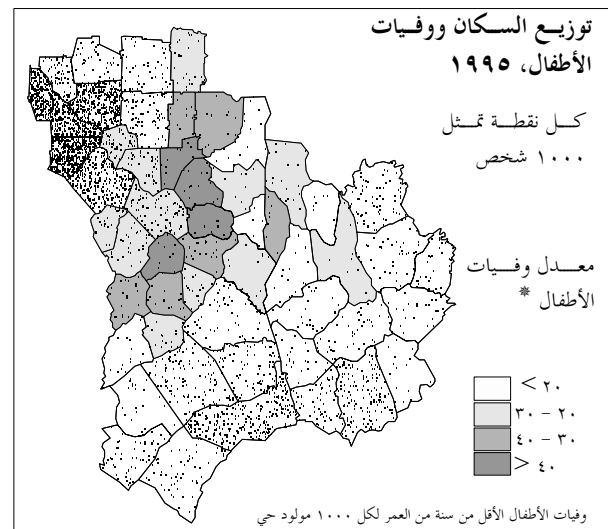 توزيع السكان ووفيات
الأطفال، ١٩٩٥
كل نقطة تمثل
١٠٠٠ شخص
معدل وفيات
الأطفال *
< ٢٠
٢٠ - ٣٠
٣٠ - ٤٠
> ٤٠
وفيات الأطفال الأقل من سنة من العمر لكل ١٠٠٠ مولود حي